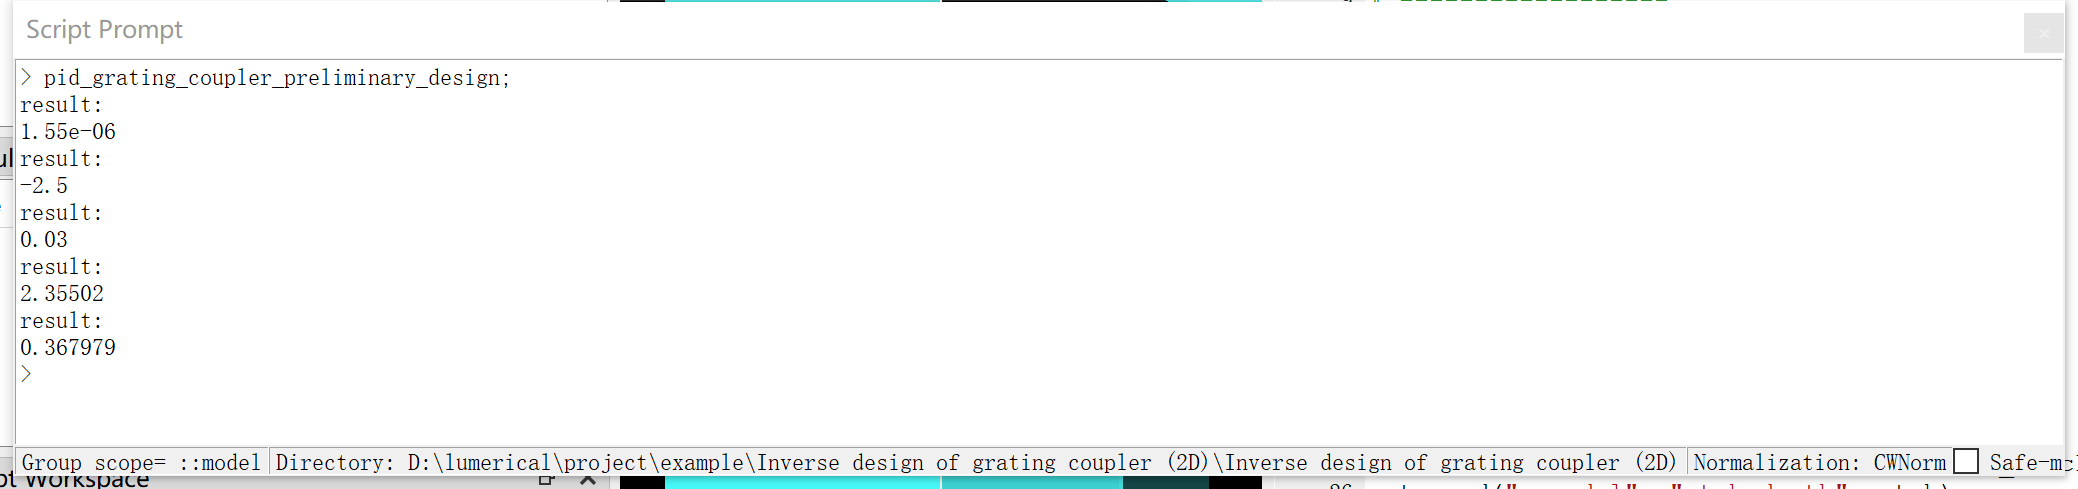 Script Prompt
> pid_grating_coupler_preliminary_design;
result:
1.55e-06
result:
-2.5
result:
0.03
result:
2.35502
result:
0.367979
>
Group scope= ::model Directory: D:\lumerical\project\example\Inverse design of grating coupler (2D)\Inverse design of grating coupler (2D) Normalization: CWNorm Safe-mo
Workspace